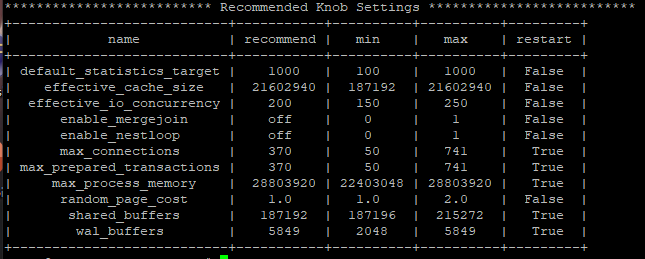 ************************** Recommended Knob Settings **************************
+---------------------------+-----------+----------+----------+---------+
| name | recommend | min | max | restart |
+---------------------------+-----------+----------+----------+---------+
| default_statistics_target | 1000 | 100 | 1000 | False |
| effective_cache_size | 21602940 | 187192 | 21602940 | False |
| effective_io_concurrency | 200 | 150 | 250 | False |
| enable_mergejoin | off | 0 | 1 | False |
| enable_nestloop | off | 0 | 1 | False |
| max_connections | 370 | 50 | 741 | True |
| max_prepared_transactions | 370 | 50 | 741 | True |
| max_process_memory | 28803920 | 22403048 | 28803920 | True |
| random_page_cost | 1.0 | 1.0 | 2.0 | False |
| shared_buffers | 187192 | 187196 | 215272 | True |
| wal_buffers | 5849 | 2048 | 5849 | True |
+---------------------------+-----------+----------+----------+---------+